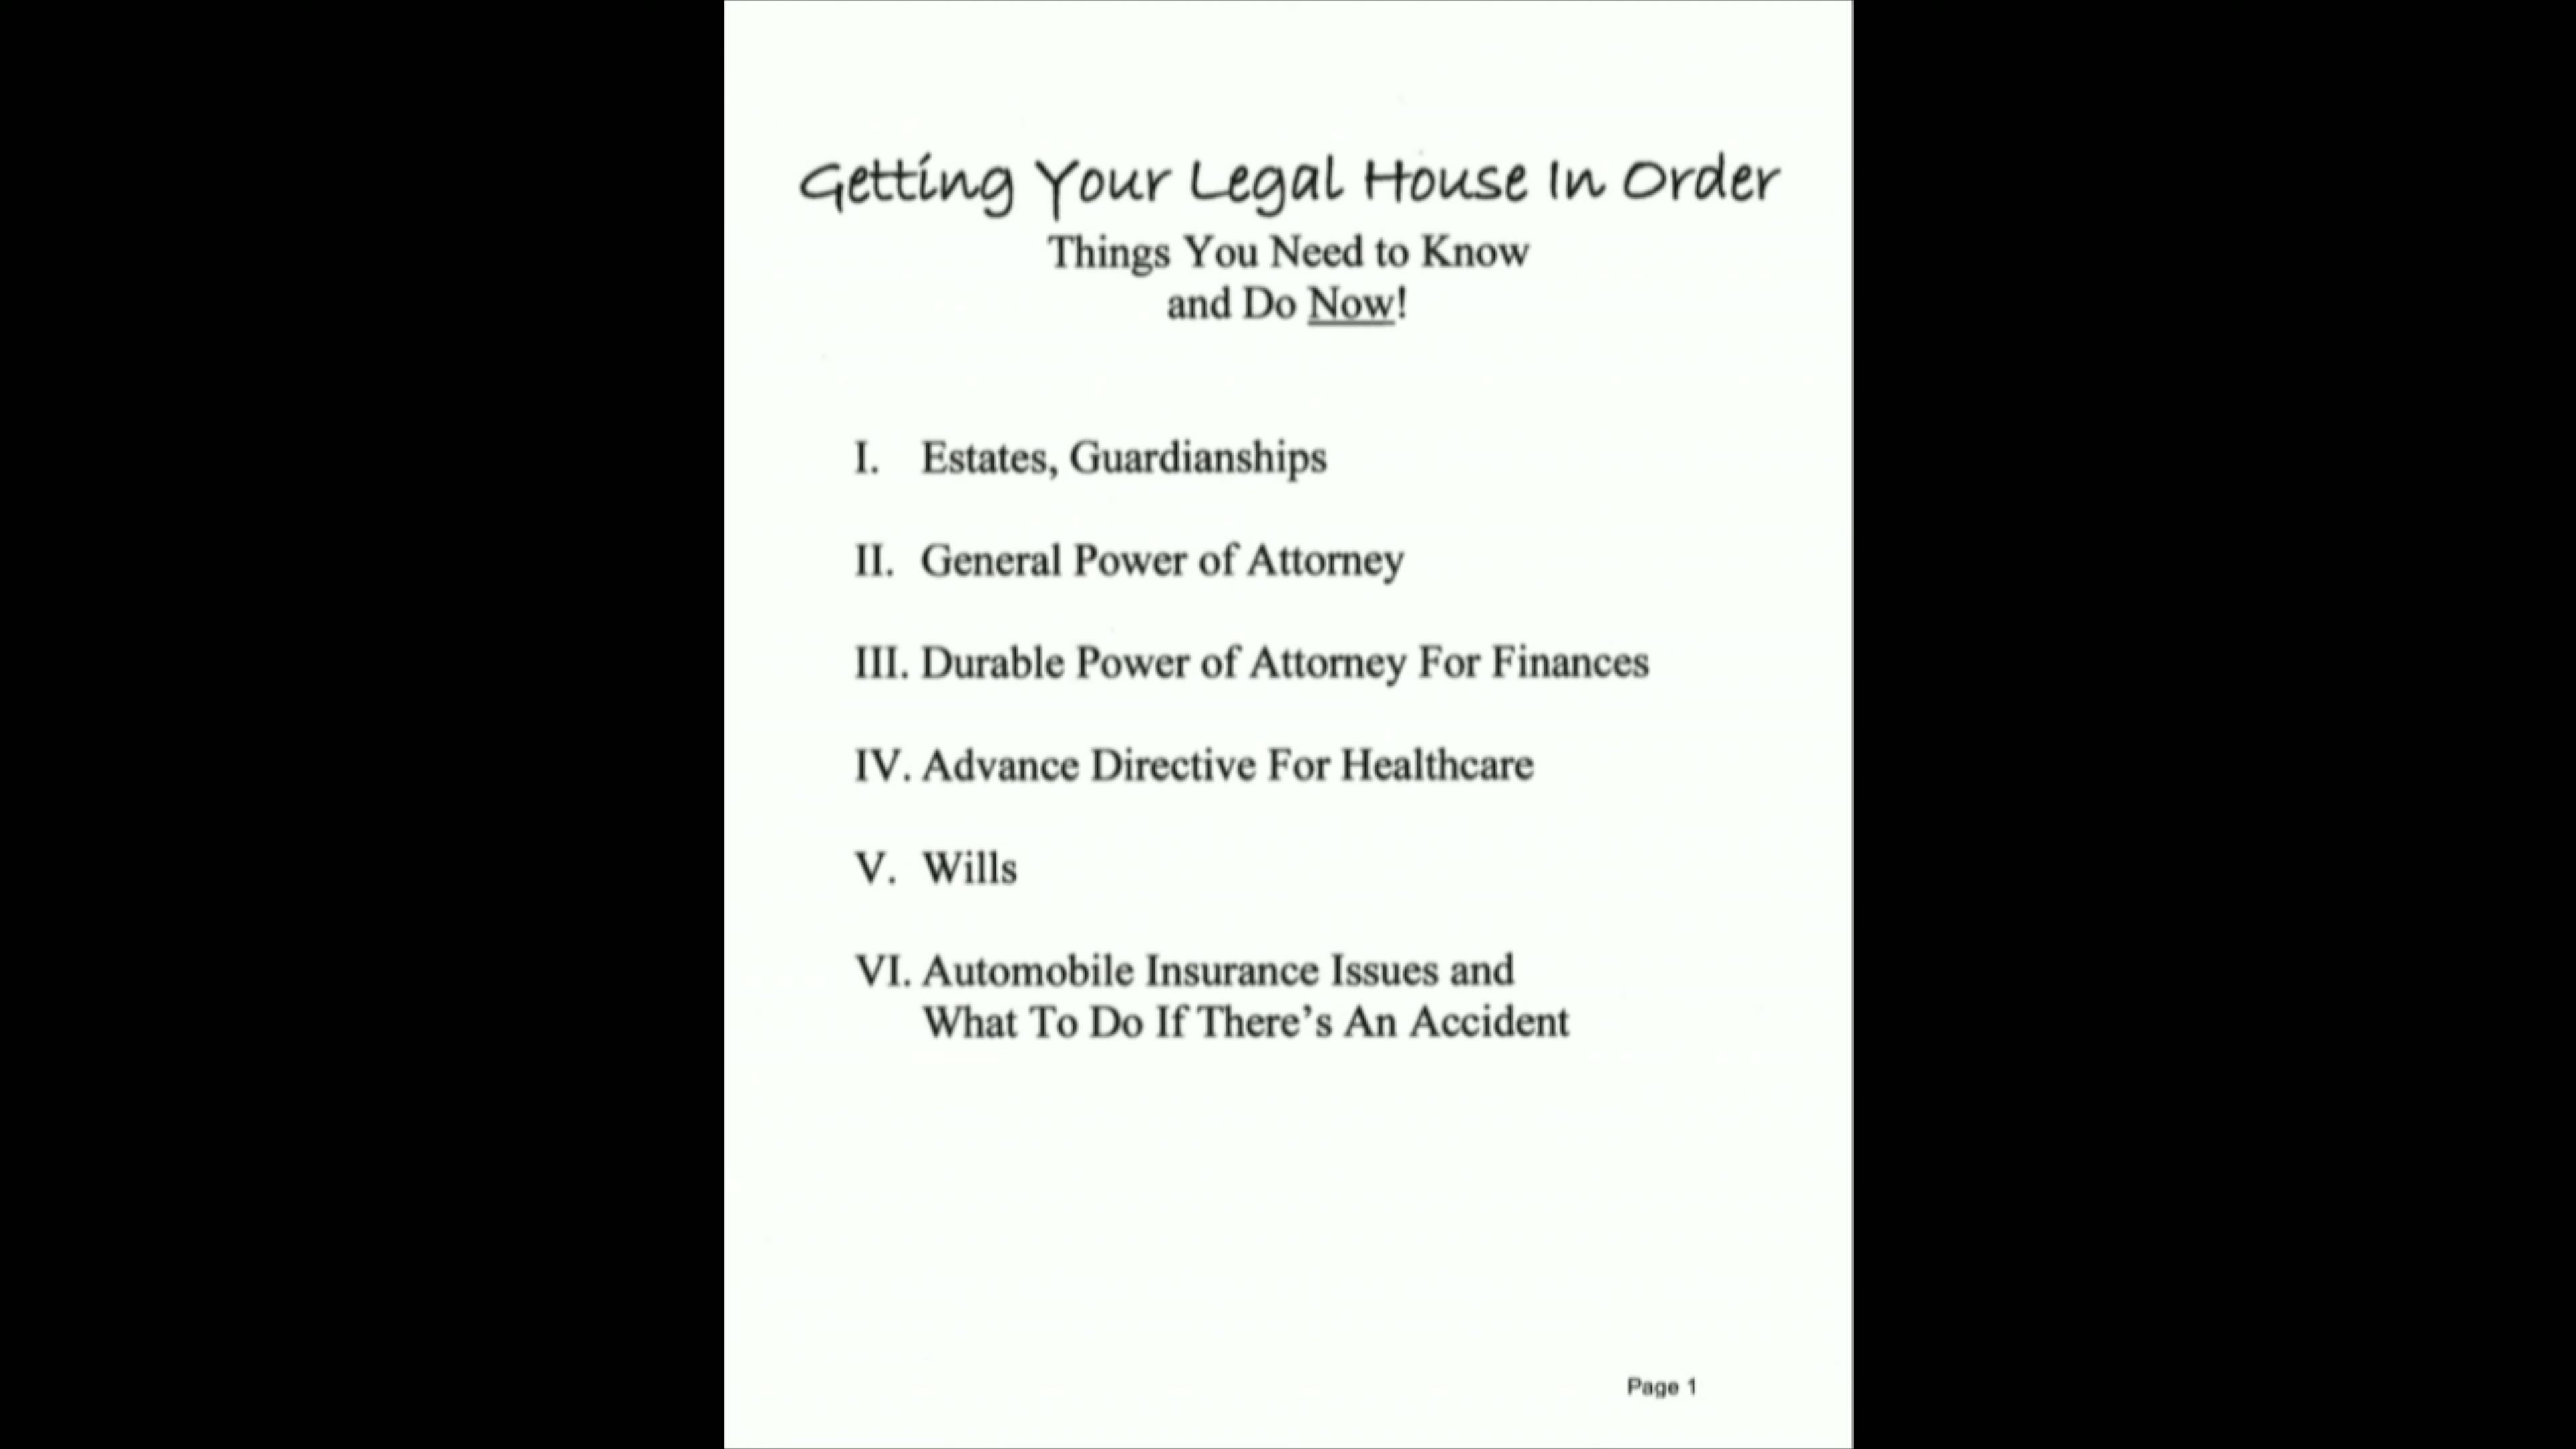 Getting Your Legal House In Order
Things You Need to Know
and Do Now!
I. Estates, Guardianships
II. General Power of Attorney
III. Durable Power of Attorney For Finances
IV. Advance Directive For Healthcare
V. Wills
VI. Automobile Insurance Issues and
What To Do If There’s An Accident
Page 1